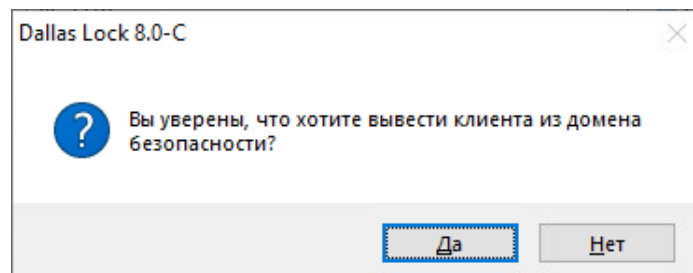 Dallas Lock 8.0-C
Вы уверены, что хотите вывести клиента из домена
безопасности?
Да Нет